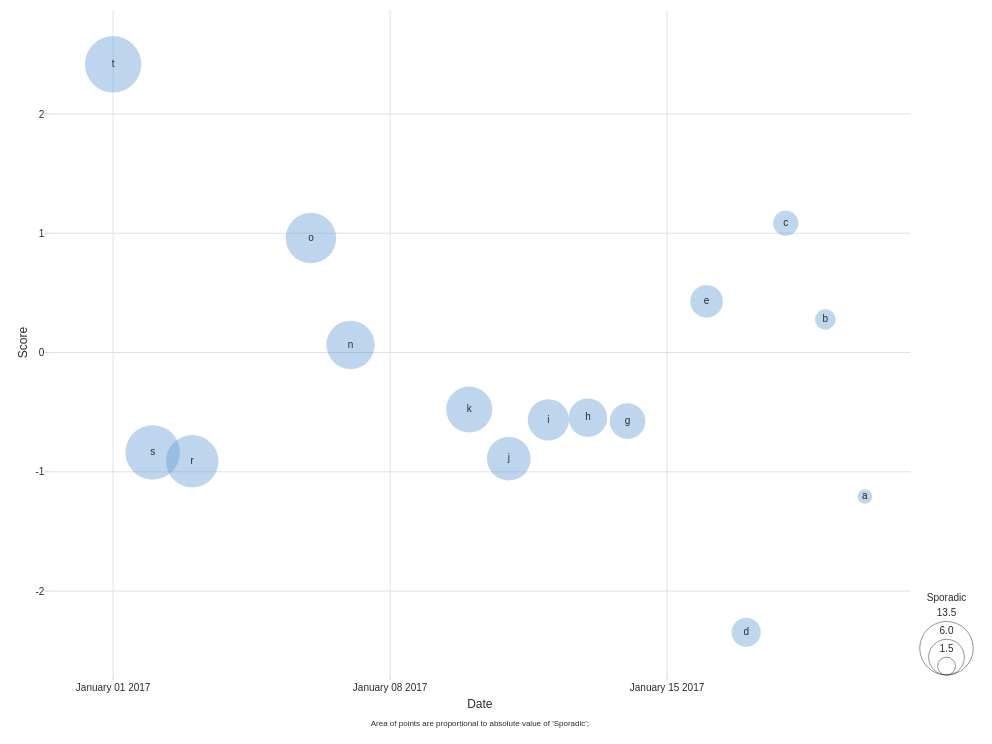 t
2
c
1
o
e
b
n
0
Score
k
h
i
g
s
j
r
-1
a
-2
Sporadic
13.5
6.0
1.5
d
January 01 2017 January 08 2017 January 15 2017
Date
Area of points are proportional to absolute value of 'Sporadic';